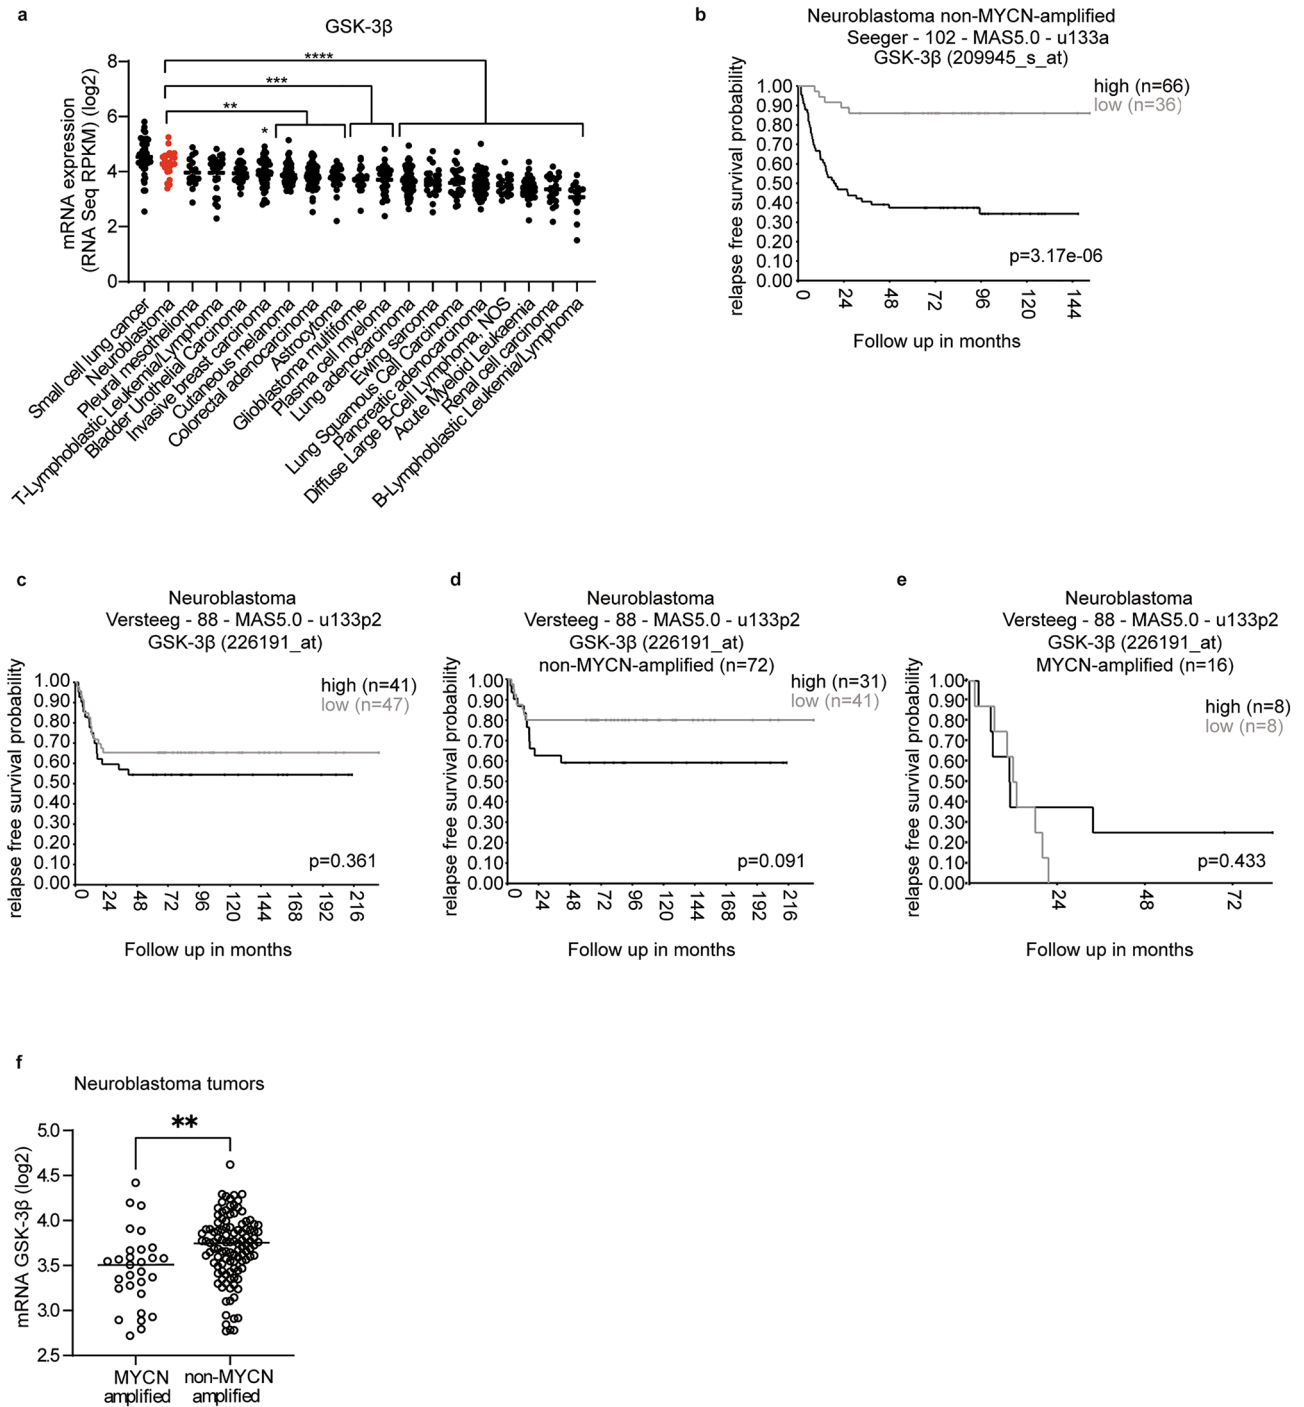 a
GSK-3β
mRNA expression
(RNA Seq RPKM) (log2)
8
6
4
2
0
****
***
**
*
Small cell lung cancer
Neuroblastoma
Pleural mesothelioma
T-Lymphoblastic Leukemia/Lymphoma
Bladder Urothelial Carcinoma
Invasive breast carcinoma
Cutaneous melanoma
Colorectal adenocarcinoma
Astrocytoma
Glioblastoma multiforme
Plasma cell myeloma
Lung adenocarcinoma
Ewing sarcoma
Lung Squamous Cell Carcinoma
Pancreatic adenocarcinoma
Diffuse Large B-Cell Lymphoma, NOS
Acute Myeloid Leukaemia
Renal cell carcinoma
B-Lymphoblastic Leukemia/Lymphoma
b
Neuroblastoma non-MYCN-amplified
Seeger - 102 - MAS5.0 - u133a
GSK-3β (209945_s_at)
relapse free survival probability
1.00
0.90
0.80
0.70
0.60
0.50
0.40
0.30
0.20
0.10
0.00
high (n=66)
low (n=36)
p=3.17e-06
0 24 48 72 96 120 144
Follow up in months
c
Neuroblastoma
Versteeg - 88 - MAS5.0 - u133p2
GSK-3β (226191_at)
relapse free survival probability
1.00
0.90
0.80
0.70
0.60
0.50
0.40
0.30
0.20
0.10
0.00
high (n=41)
low (n=47)
p=0.361
0 24 48 72 96 120 144 168 192 216
Follow up in months
d
Neuroblastoma
Versteeg - 88 - MAS5.0 - u133p2
GSK-3β (226191_at)
non-MYCN-amplified (n=72)
relapse free survival probability
1.00
0.90
0.80
0.70
0.60
0.50
0.40
0.30
0.20
0.10
0.00
high (n=31)
low (n=41)
p=0.091
0 24 48 72 96 120 144 168 192 216
Follow up in months
e
Neuroblastoma
Versteeg - 88 - MAS5.0 - u133p2
GSK-3β (226191_at)
MYCN-amplified (n=16)
relapse free survival probability
1.00
0.90
0.80
0.70
0.60
0.50
0.40
0.30
0.20
0.10
0.00
high (n=8)
low (n=8)
p=0.433
24 48 72
Follow up in months
f
Neuroblastoma tumors
**
mRNA GSK-3β (log2)
5.0
4.5
4.0
3.5
3.0
2.5
MYCN
amplified
non-MYCN
amplified